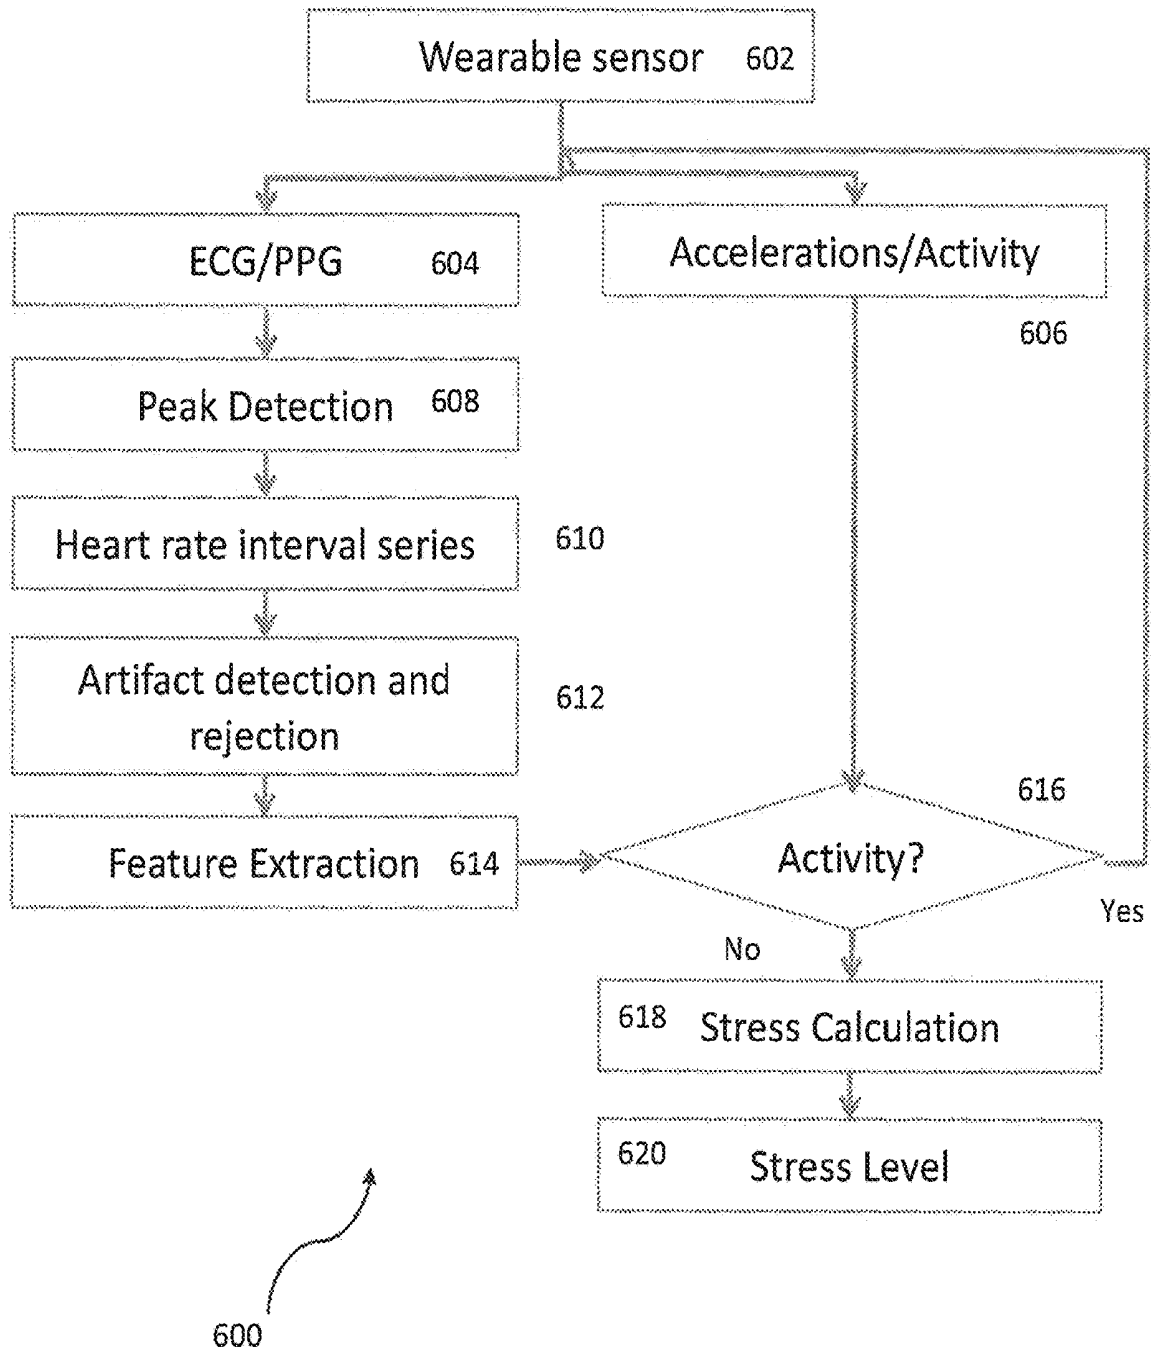 Wearable sensor 602
ECG/PPG 604
Accelerations/Activity
606
Peak Detection 608
Heart rate interval series 610
Artifact detection and
rejection
612
Feature Extraction 614
616
Activity?
Yes
No
618 Stress Calculation
620 Stress Level
600